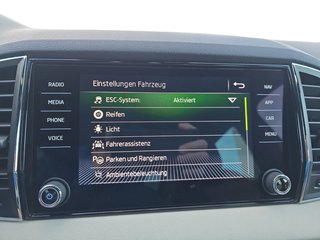 RADIO
MEDIA
PHONE
VOICE
Einstellungen Fahrzeug
ESC-System: Aktiviert
Reifen
Licht
Fahrerassistenz
Parken und Rangieren
Ambientebeleuchtung
NAV
APP
CAR
MENU